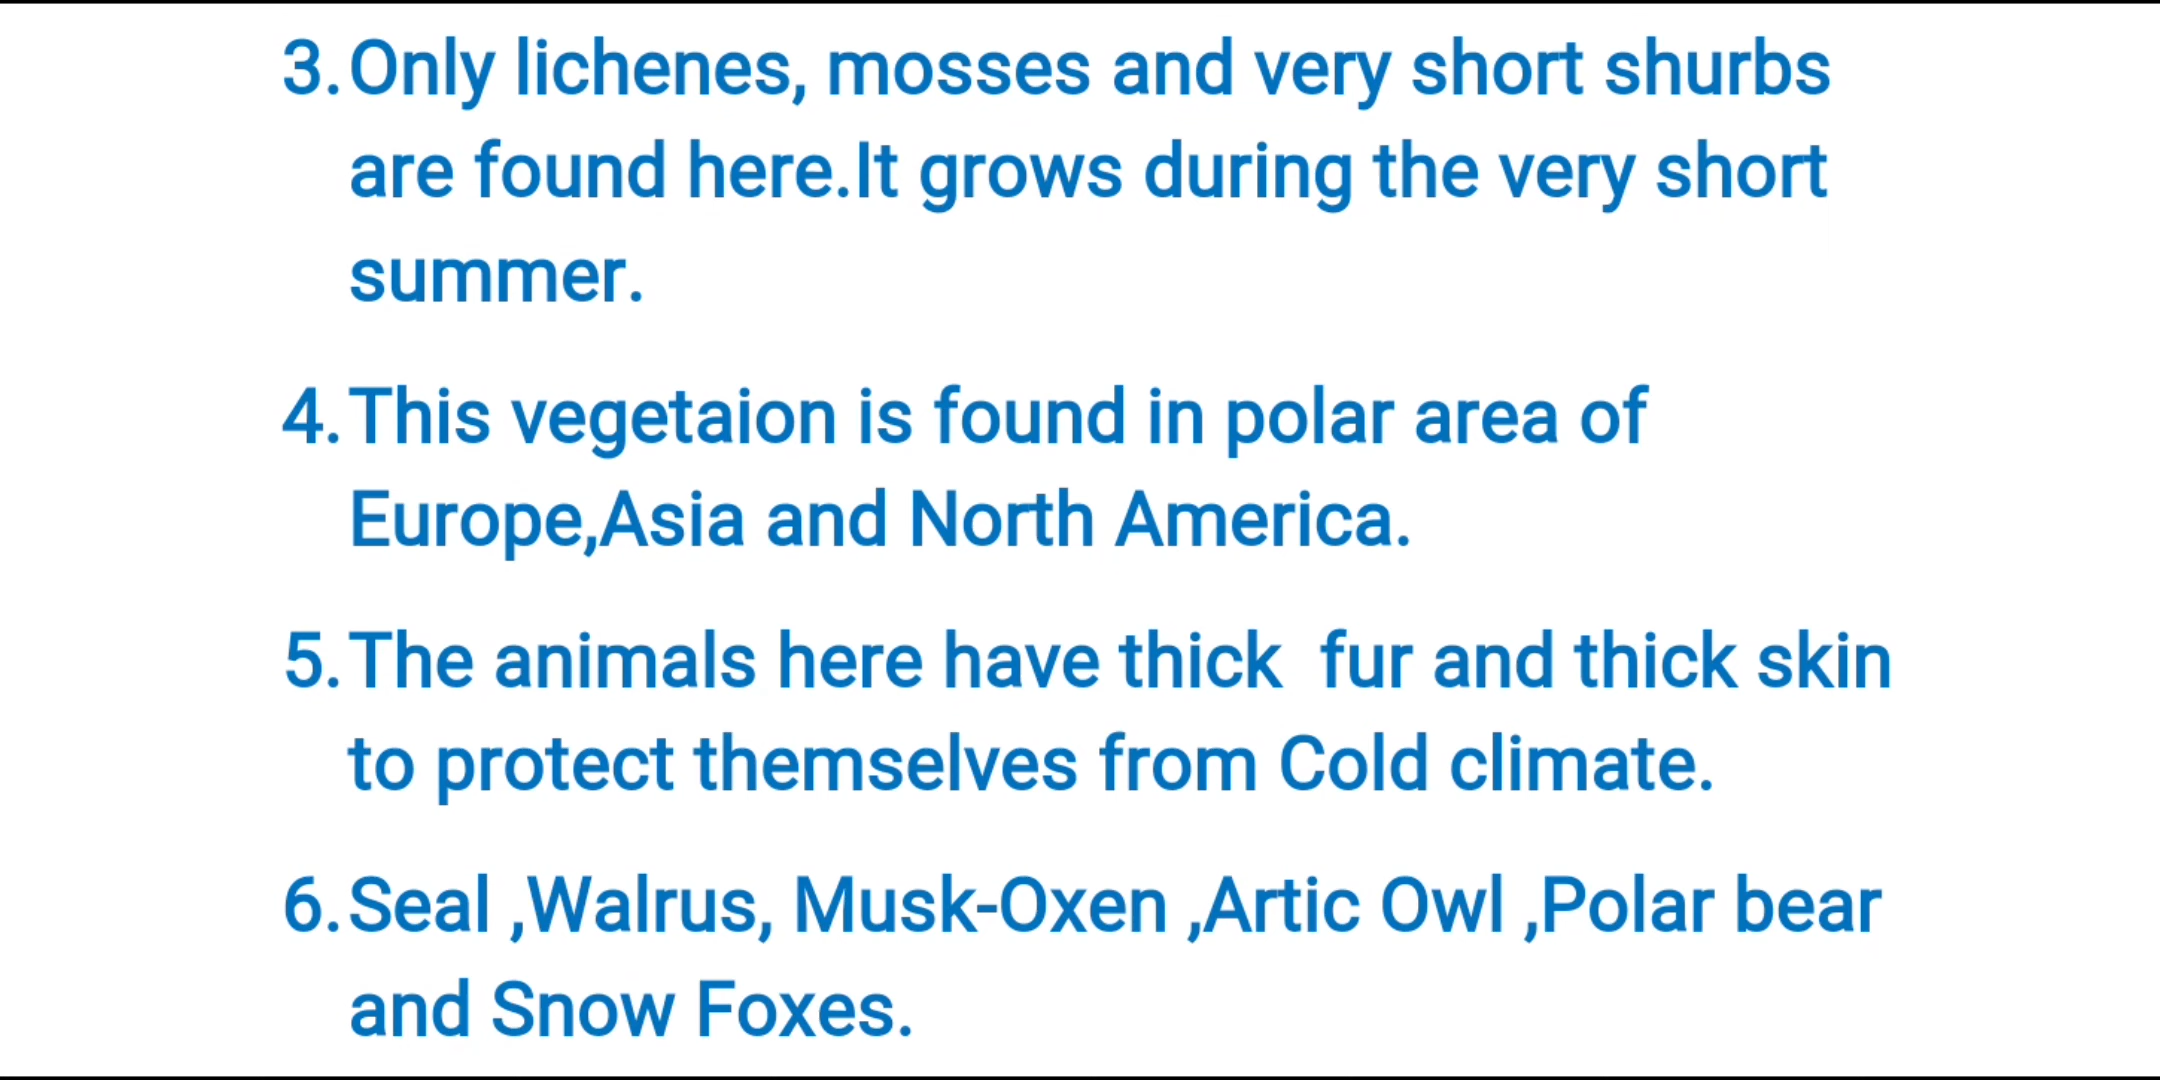 3.Only lichenes, mosses and very short shurbs
are found here.It grows during the very short
summer.
4.This vegetaion is found in polar area of
Europe,Asia and North America.
5.The animals here have thick  fur and thick skin
to protect themselves from Cold climate.
6.Seal ,Walrus, Musk-Oxen ,Artic Owl ,Polar bear
and Snow Foxes.